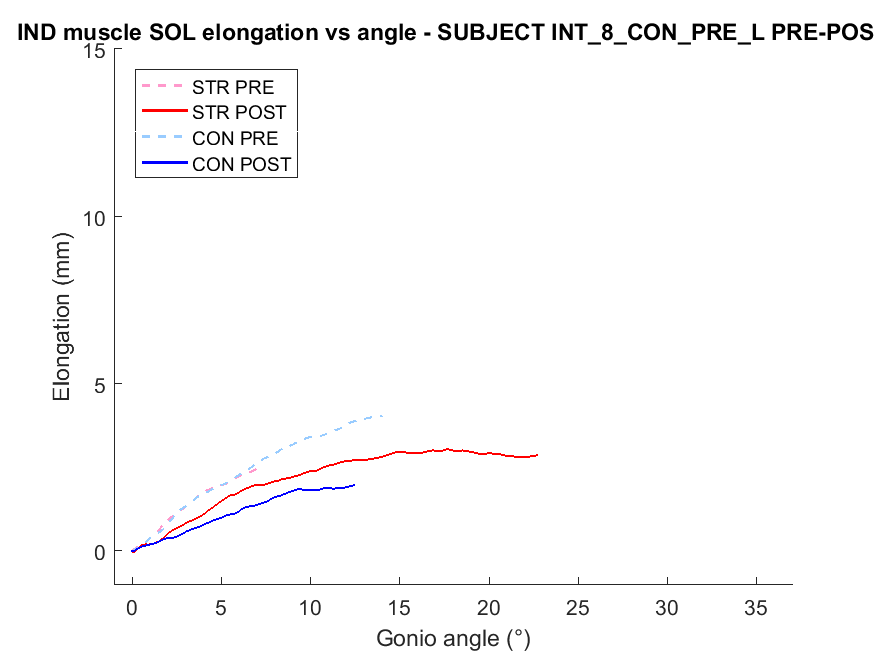 IND muscle SOL elongation vs angle - SUBJECT INT_8_CON_PRE_L PRE-POS
15
STR PRE
STR POST
CON PRE
CON POST
10
Elongation (mm)
5
0
0 5 10 15 20 25 30 35
Gonio angle (°)